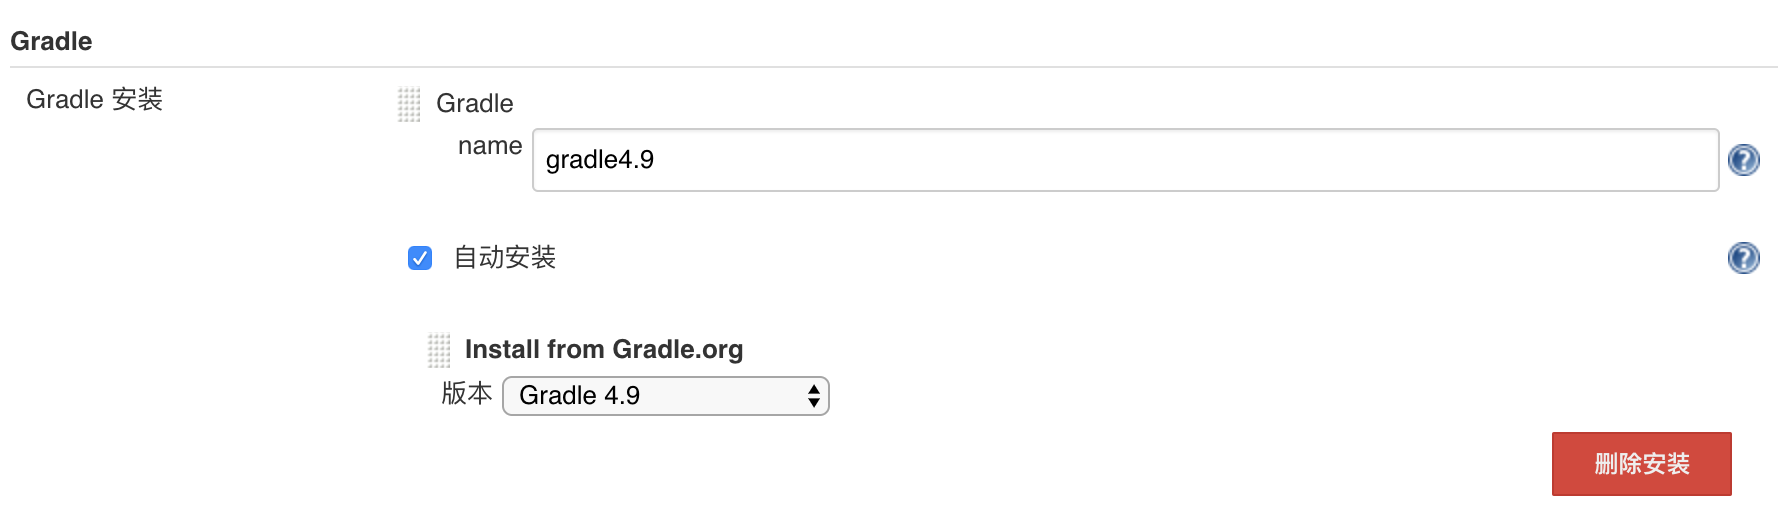 Gradle
Gradle 安装
Gradle
name
gradle4.9
?
自动安装
?
Install from Gradle.org
版本
Gradle 4.9
删除安装